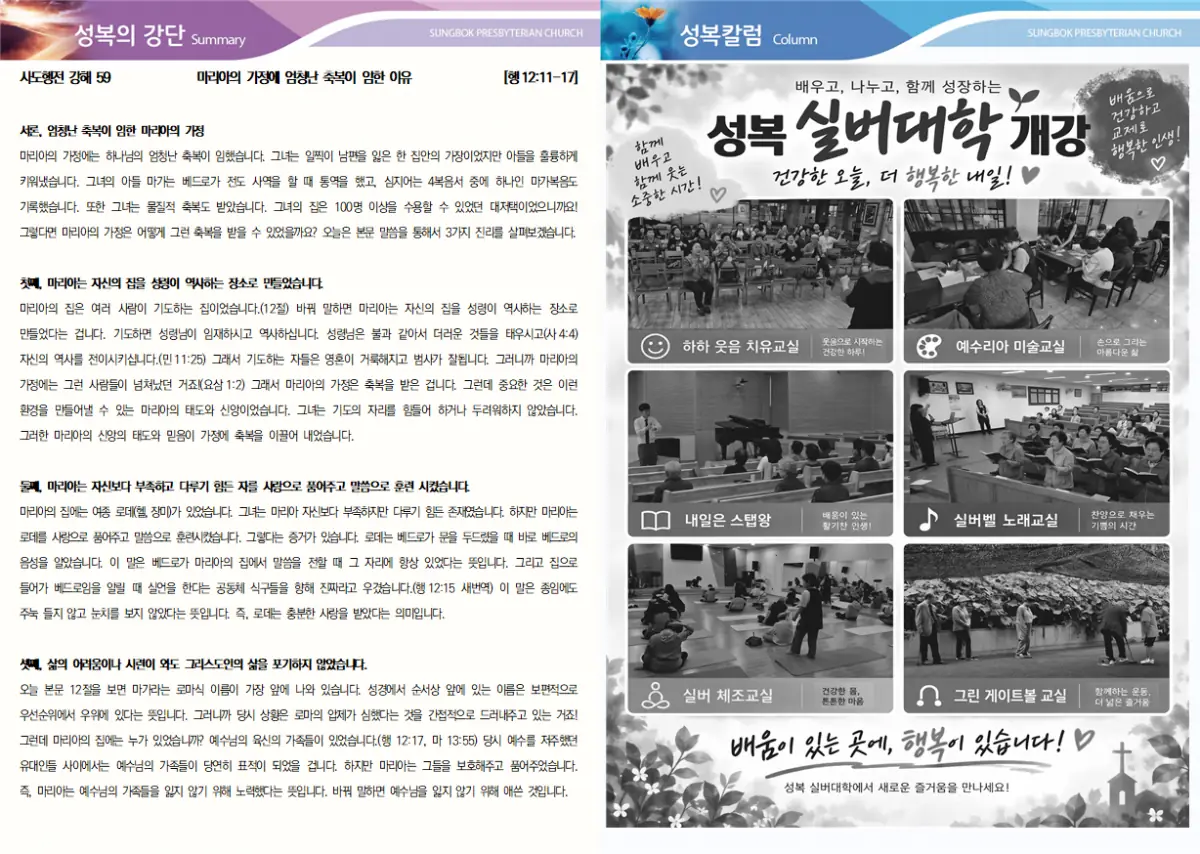 성복의 강단 Summary
SUNGBOK PRESBYTERIAN CHURCH
사도행전 강해 59 마리아의 가정에 엄청난 축복이 임한 이유 [행 12:11-17]
서론, 엄청난 축복이 임한 마리아의 가정
마리아의 가정에는 하나님의 엄청난 축복이 임했습니다. 그녀는 일찍이 남편을 잃은 한 집안의 가장이었지만 아들을 훌륭하게
키워냈습니다. 그녀의 아들 마가는 베드로가 전도 사역을 할 때 통역을 했고, 심지어는 4복음서 중에 하나인 마가복음도
기록했습니다. 또한 그녀는 물질적 축복도 받았습니다. 그녀의 집은 100명 이상을 수용할 수 있었던 대저택이었으니까요!
그렇다면 마리아의 가정은 어떻게 그런 축복을 받을 수 있었을까요? 오늘은 본문 말씀을 통해서 3가지 진리를 살펴보겠습니다.
첫째, 마리아는 자신의 집을 성령이 역사하는 장소로 만들었습니다.
마리아의 집은 여러 사람이 기도하는 집이었습니다.(12절) 바꿔 말하면 마리아는 자신의 집을 성령이 역사하는 장소로
만들었다는 겁니다. 기도하면 성령님이 임재하시고 역사하십니다. 성령님은 불과 같아서 더러운 것들을 태우시고(사 4:4)
자신의 역사를 전이시키십니다.(민 11:25) 그래서 기도하는 자들은 영혼이 거룩해지고 범사가 잘됩니다. 그러니까 마리아의
가정에는 그런 사람들이 넘쳐났던 거죠!(요삼 1:2) 그래서 마리아의 가정은 축복을 받은 겁니다. 그런데 중요한 것은 이런
환경을 만들어낼 수 있는 마리아의 태도와 신앙이었습니다. 그녀는 기도의 자리를 힘들어 하거나 두려워하지 않았습니다.
그러한 마리아의 신앙의 태도와 믿음이 가정에 축복을 이끌어 내었습니다.
둘째, 마리아는 자신보다 부족하고 다루기 힘든 자를 사랑으로 품어주고 말씀으로 훈련 시켰습니다.
마리아의 집에는 여종 로데(헬, 장미)가 있었습니다. 그녀는 마리아 자신보다 부족하지만 다루기 힘든 존재였습니다. 하지만 마리아는
로데를 사랑으로 품어주고 말씀으로 훈련시켰습니다. 그렇다는 증거가 있습니다. 로데는 베드로가 문을 두드렸을 때 바로 베드로의
음성을 알았습니다. 이 말은 베드로가 마리아의 집에서 말씀을 전할 때 그 자리에 항상 있었다는 뜻입니다. 그리고 집으로
들어가 베드로임을 알릴 때 실언을 한다는 공동체 식구들을 향해 진짜라고 우겼습니다.(행 12:15 새번역) 이 말은 종임에도
주눅 들지 않고 눈치를 보지 않았다는 뜻입니다. 즉, 로데는 충분한 사랑을 받았다는 의미입니다.
셋째, 삶의 어려움이나 시련이 와도 그리스도인의 삶을 포기하지 않았습니다.
오늘 본문 12절을 보면 마가라는 로마식 이름이 가장 앞에 나와 있습니다. 성경에서 순서상 앞에 있는 이름은 보편적으로
우선순위에서 우위에 있다는 뜻입니다. 그러니까 당시 상황은 로마의 압제가 심했다는 것을 간접적으로 드러내주고 있는 거죠!
그런데 마리아의 집에는 누가 있었습니까? 예수님의 육신의 가족들이 있었습니다.(행 12:17, 마 13:55) 당시 예수를 저주했던
유대인들 사이에서는 예수님의 가족들이 당연히 표적이 되었을 겁니다. 하지만 마리아는 그들을 보호해주고 품어주었습니다.
즉, 마리아는 예수님의 가족들을 잃지 않기 위해 노력했다는 뜻입니다. 바꿔 말하면 예수님을 잃지 않기 위해 애쓴 것입니다.
성복칼럼 Column
SUNGBOK PRESBYTERIAN CHURCH
배우고, 나누고, 함께 성장하는
성복 실버대학 개강
건강한 오늘, 더 행복한 내일!
함께
배우고
함께 웃는
소중한 시간!
배움으로
건강하고
교제로
행복한 인생!
하하 웃음 치유교실
웃음으로 시작하는
건강한 하루!
예수리아 미술교실
손으로 그리는
아름다운 삶
내일은 스탭왕
배움이 있는
활기찬 인생!
실버벨 노래교실
찬양으로 채우는
기쁨의 시간
실버 체조교실
건강한 몸,
튼튼한 마음
그린 게이트볼 교실
함께하는 운동,
더 넓은 즐거움
배움이 있는 곳에, 행복이 있습니다!
성복 실버대학에서 새로운 즐거움을 만나세요!